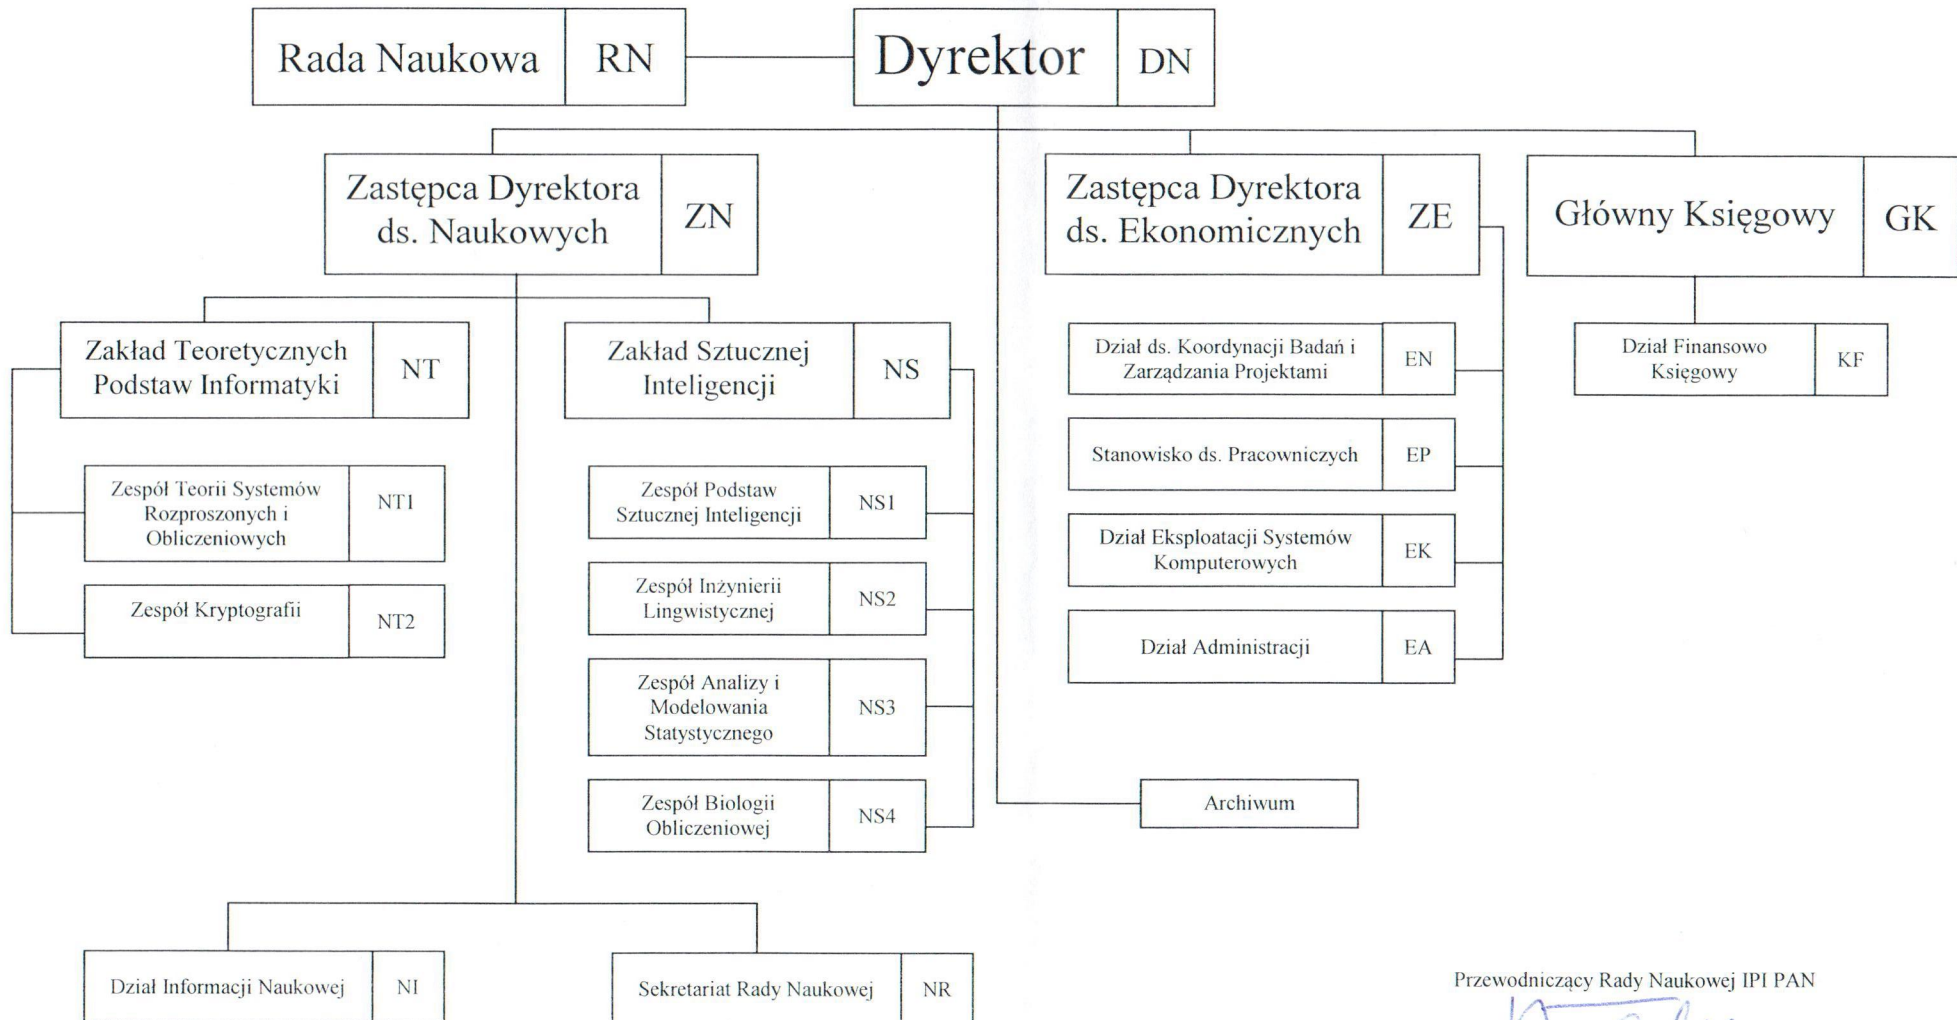 Rada Naukowa
RN
Dyrektor
DN
Zastępca Dyrektora
ds. Naukowych
ZN
Zastępca Dyrektora
ds. Ekonomicznych
ZE
Główny Księgowy
GK
Zakład Teoretycznych
Podstaw Informatyki
NT
Zakład Sztucznej
Inteligencji
NS
Dział ds. Koordynacji Badań i
Zarządzania Projektami
EN
Dział Finansowo
Księgowy
KF
Stanowisko ds. Pracowniczych
EP
Zespół Teorii Systemów
Rozproszonych i
Obliczeniowych
NT1
Zespół Podstaw
Sztucznej Inteligencji
NS1
Dział Eksploatacji Systemów
Komputerowych
EK
Zespół Kryptografii
NT2
Zespół Inżynierii
Lingwistycznej
NS2
Dział Administracji
EA
Zespół Analizy i
Modelowania
Statystycznego
NS3
Zespół Biologii
Obliczeniowej
NS4
Archiwum
Dział Informacji Naukowej
NI
Sekretariat Rady Naukowej
NR
Przewodniczący Rady Naukowej IPI PAN